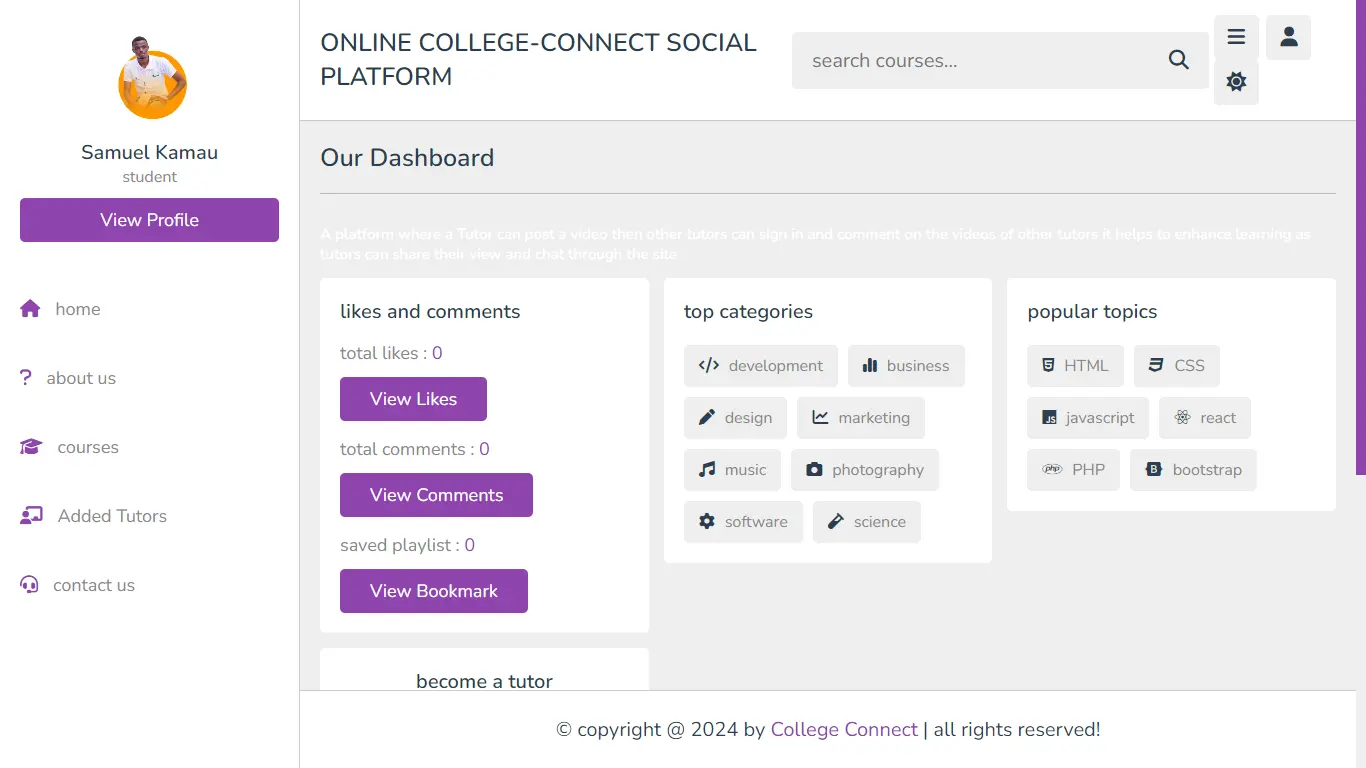 Samuel Kamau
student
View Profile
home
about us
courses
Added Tutors
contact us
ONLINE COLLEGE-CONNECT SOCIAL
PLATFORM
search courses...
Our Dashboard
A platform where a Tutor can post a video then other tutors can sign in and comment on the videos of other tutors it helps to enhance learning as
tutors can share their view and chat through the site
likes and comments
total likes : 0
View Likes
total comments : 0
View Comments
saved playlist : 0
View Bookmark
become a tutor
top categories
development
business
design
marketing
music
photography
software
science
popular topics
HTML
CSS
javascript
react
PHP
bootstrap
© copyright @ 2024 by College Connect | all rights reserved!